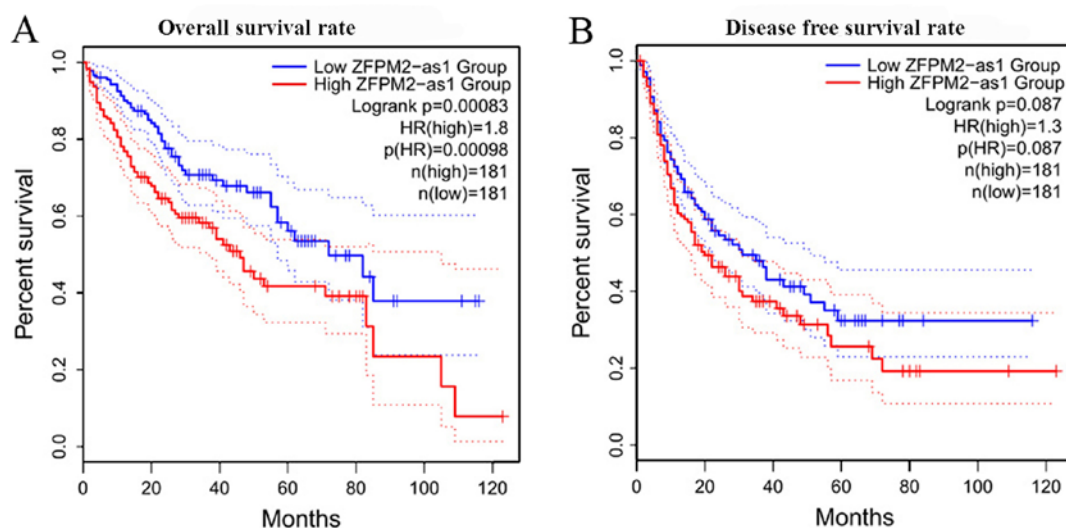 A
Overall survival rate
Low ZFPM2-as1 Group
High ZFPM2-as1 Group
Logrank p=0.00083
HR(high)=1.8
p(HR)=0.00098
n(high)=181
n(low)=181
Percent survival
1.0
0.8
0.6
0.4
0.2
0.0
0 20 40 60 80 100 120
Months
B
Disease free survival rate
Low ZFPM2-as1 Group
High ZFPM2-as1 Group
Logrank p=0.087
HR(high)=1.3
p(HR)=0.087
n(high)=181
n(low)=181
Percent survival
1.0
0.8
0.6
0.4
0.2
0.0
0 20 40 60 80 100 120
Months